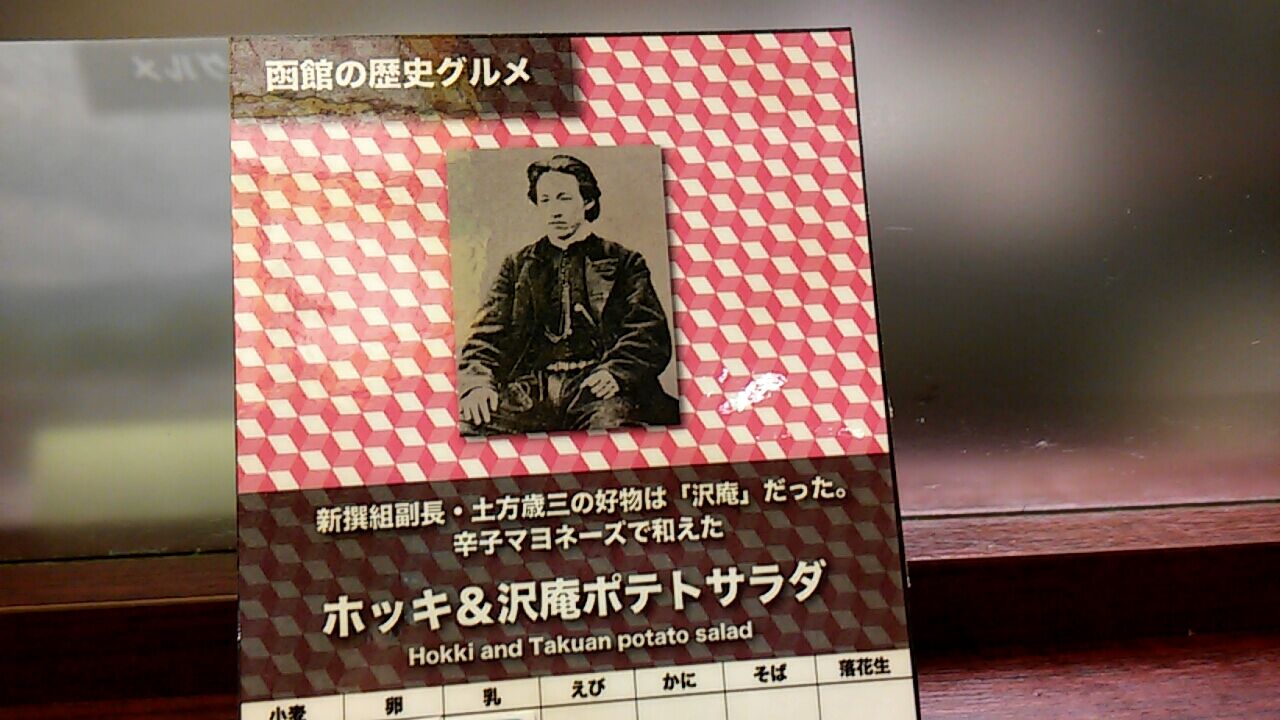 函館の歴史グルメ
新撰組副長・土方歳三の好物は「沢庵」だった。
辛子マヨネーズで和えた
ホッキ&沢庵ポテトサラダ
Hokki and Takuan potato salad
小麦 卵 乳 えび かに そば 落花生